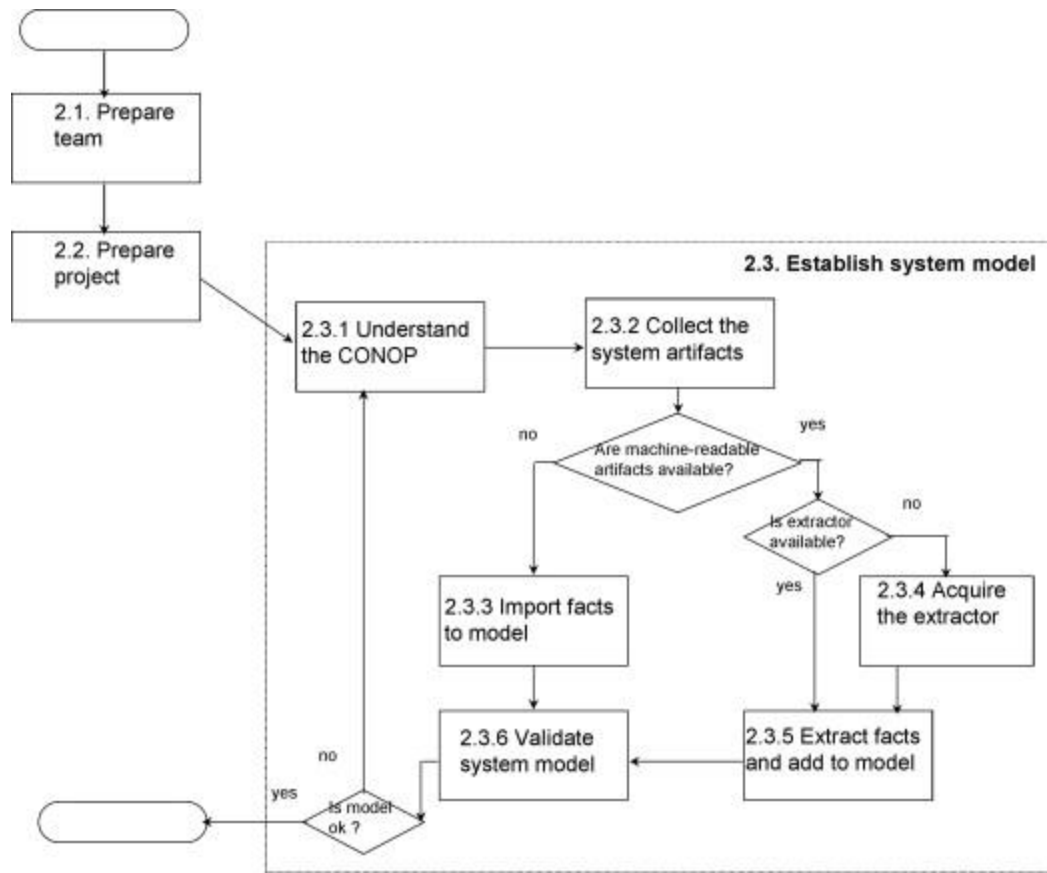 2.1. Prepare
team
2.2. Prepare
project
2.3. Establish system model
2.3.1 Understand
the CONOP
2.3.2 Collect the
system artifacts
no
yes
Are machine-readable
artifacts available?
no
Is extractor
available?
yes
2.3.3 Import facts
to model
2.3.4 Acquire
the extractor
2.3.6 Validate
system model
2.3.5 Extract facts
and add to model
no
yes
Is model
ok ?